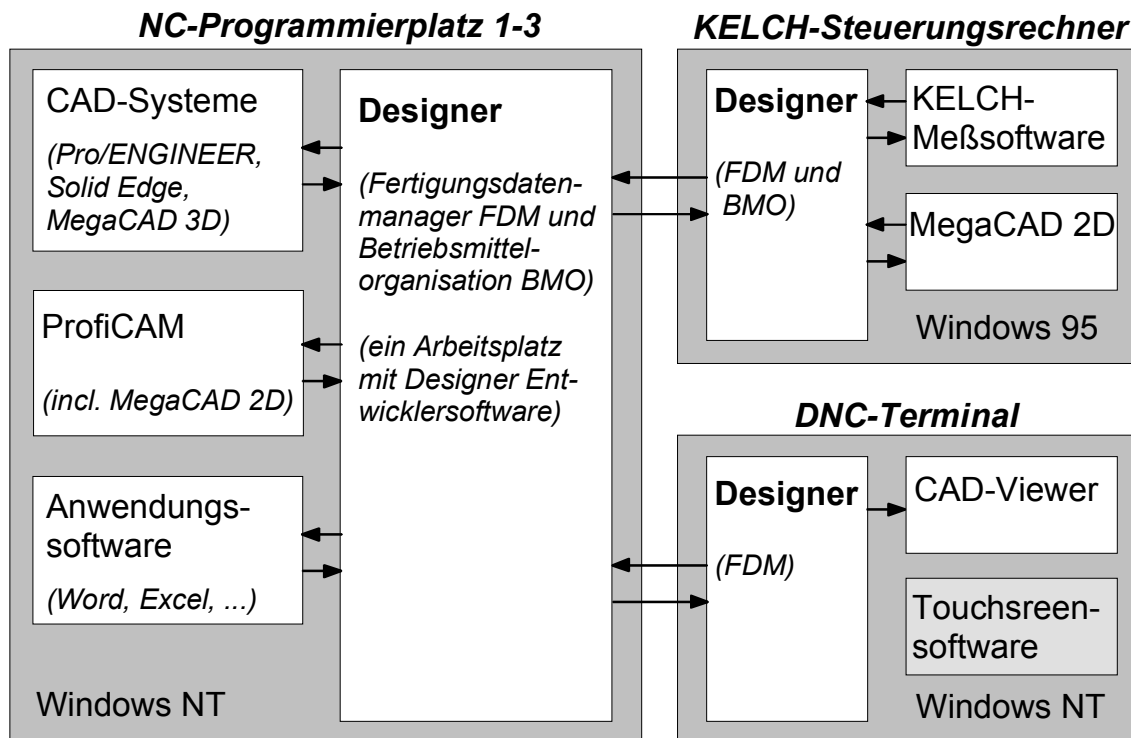 NC-Programmierplatz 1-3
CAD-Systeme
(Pro/ENGINEER,
Solid Edge,
MegaCAD 3D)
ProfiCAM
(incl. MegaCAD 2D)
Anwendungs-
software
(Word, Excel, ...)
Windows NT
Designer
(Fertigungsdaten-
manager FDM und
Betriebsmittel-
organisation BMO)
(ein Arbeitsplatz
mit Designer Ent-
wicklersoftware)
KELCH-Steuerungsrechner
Designer
(FDM und
BMO)
KELCH-
Meßsoftware
MegaCAD 2D
Windows 95
DNC-Terminal
Designer
(FDM)
CAD-Viewer
Touchsreen-
software
Windows NT